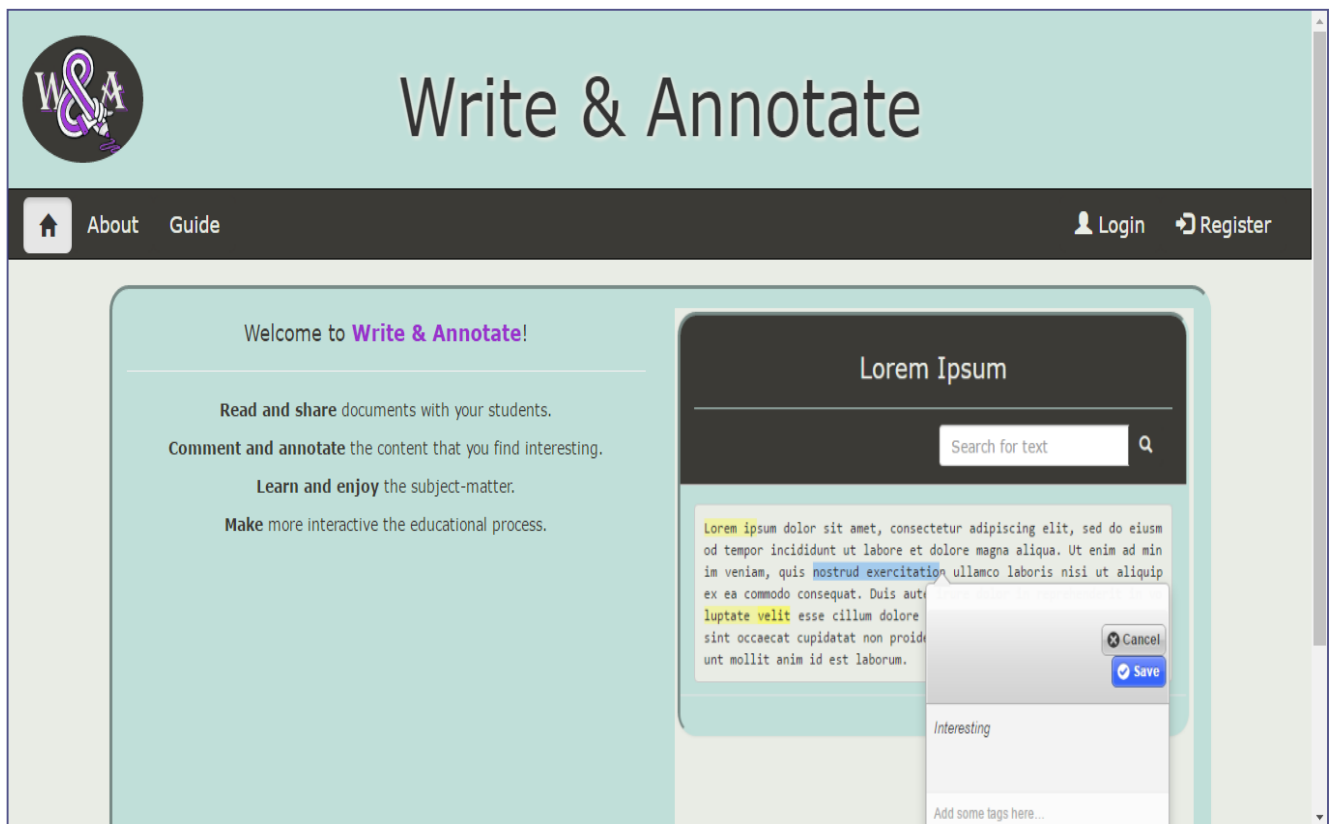 W&A
Write & Annotate
About Guide
Login Register
Welcome to Write & Annotate!
Read and share documents with your students.
Comment and annotate the content that you find interesting.
Learn and enjoy the subject-matter.
Make more interactive the educational process.
Lorem Ipsum
Search for text
Lorem ipsum dolor sit amet, consectetur adipiscing elit, sed do eiusm
od tempor incididunt ut labore et dolore magna aliqua. Ut enim ad min
im veniam, quis nostrud exercitation ullamco laboris nisi ut aliquip
ex ea commodo consequat. Duis aute
luptate velit esse cillum dolore
sint occaecat cupidatat non proide
unt mollit anim id est laborum.
Cancel
Save
Interesting
Add some tags here...